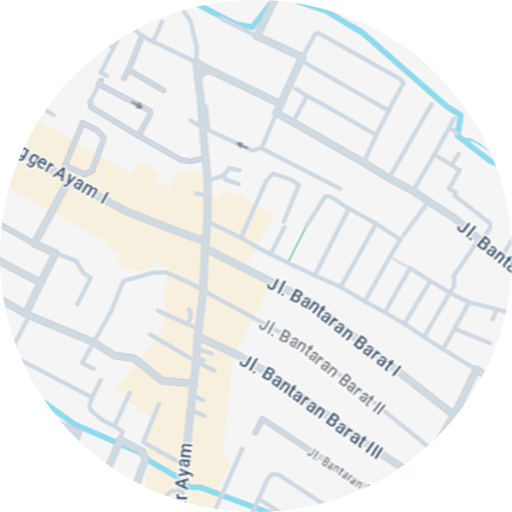 gger Ayam I
Jl. Banta
Jl. Bantaran Barat I
Jl. Bantaran Barat II
Jl. Bantaran Barat III
Jl. Bantaran
r Ayam